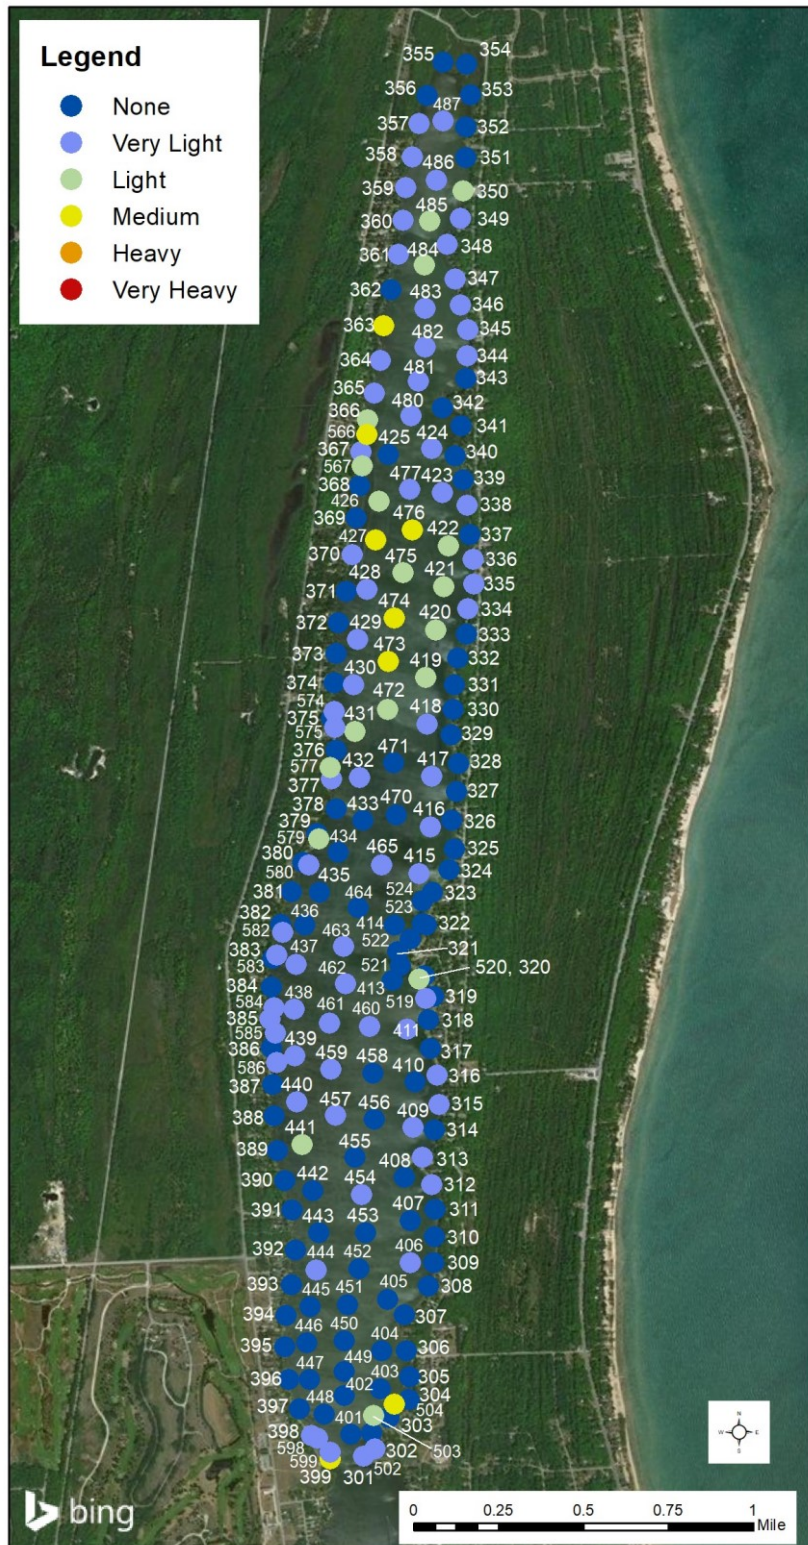 Legend
None
Very Light
Light
Medium
Heavy
Very Heavy
355 354
356 353
487
357 352
358 351
486
359 350
485
360 349
484 348
361
362 347
483 346
363 345
482
364 344
481 343
365
480 342
366 341
566
425 424 340
367
567 339
368 477 423
426 338
476
369 422 337
427
370 475 336
421
428 335
371
474 420 334
372 429 333
473
373 419 332
430
374 472 331
574 418 330
375 431
575 329
376 471
432 417 328
577
377 327
470
378 433 416 326
379
434 325
579
380 465 415 324
580 435
381 464 524 323
523
382 436 414 322
582 463 522
383 437 321
583 462 521 520, 320
384 413 519 319
584 438
385 461 460 318
585 411
386 439 317
459 458 410
586 316
387 440
457 456 315
388 409 314
441
389 455 313
408
390 442 454 312
407
391 443 453 311
310
392 444 452 406
309
393 445 451 405 308
394 307
446 450 404
395 306
449
396 447 403 305
402 304
397 448 504
401 303
398
598 302 503
599
399 301 502
N
W E
S
bing
0 0.25 0.5 0.75 1
Mile